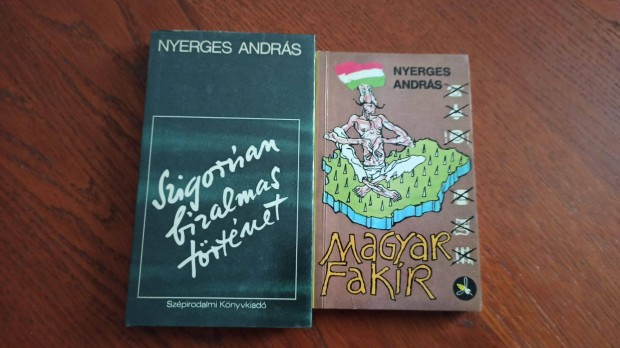 NYERGES ANDRÁS
Szigorúan
bizalmas
történet
Szépirodalmi Könyvkiadó
NYERGES
ANDRÁS
MAGYAR
FAKÍR